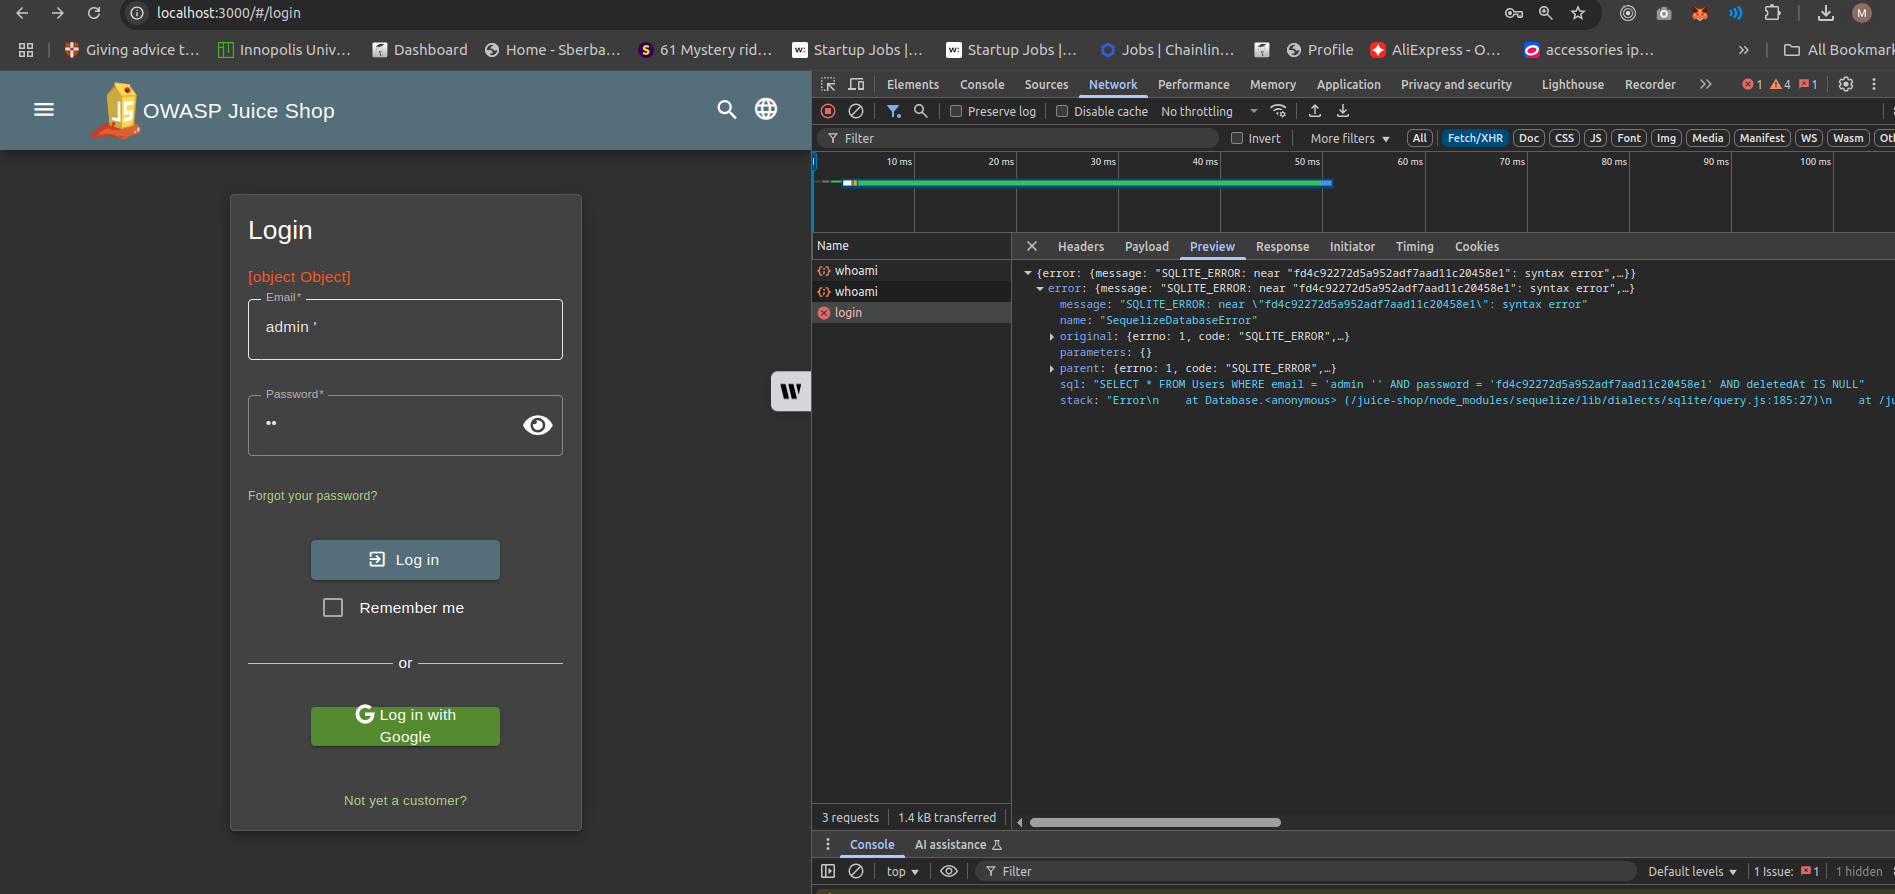 localhost:3000/#/login
M
Giving advice t...
Innopolis Univ...
Dashboard
Home - Sberba...
S
61 Mystery rid...
w:
Startup Jobs |...
w:
Startup Jobs |...
Jobs | Chainlin...
Profile
AliExpress - O...
accessories ip...
»
All Bookmark
JS
OWASP Juice Shop
Login
[object Object]
Email*
admin '
Password*
••
Forgot your password?
Log in
Remember me
or
G Log in with
Google
Not yet a customer?
W
Elements Console Sources Network Performance Memory Application Privacy and security Lighthouse Recorder » 1 4 1
Preserve log Disable cache No throttling
Filter Invert More filters All Fetch/XHR Doc CSS JS Font Img Media Manifest WS Wasm Ot
10 ms 20 ms 30 ms 40 ms 50 ms 60 ms 70 ms 80 ms 90 ms 100 ms
Name
whoami
whoami
login
Headers Payload Preview Response Initiator Timing Cookies
{error: {message: "SQLITE_ERROR: near "fd4c92272d5a952adf7aad11c20458e1": syntax error",…}}
error: {message: "SQLITE_ERROR: near "fd4c92272d5a952adf7aad11c20458e1": syntax error",…}
message: "SQLITE_ERROR: near \"fd4c92272d5a952adf7aad11c20458e1\": syntax error"
name: "SequelizeDatabaseError"
original: {errno: 1, code: "SQLITE_ERROR",…}
parameters: {}
parent: {errno: 1, code: "SQLITE_ERROR",…}
sql: "SELECT * FROM Users WHERE email = 'admin '' AND password = 'fd4c92272d5a952adf7aad11c20458e1' AND deletedAt IS NULL"
stack: "Error\n    at Database.<anonymous> (/juice-shop/node_modules/sequelize/lib/dialects/sqlite/query.js:185:27)\n    at /ju
3 requests 1.4 kB transferred
Console AI assistance
top Filter Default levels 1 Issue: 1 1 hidden